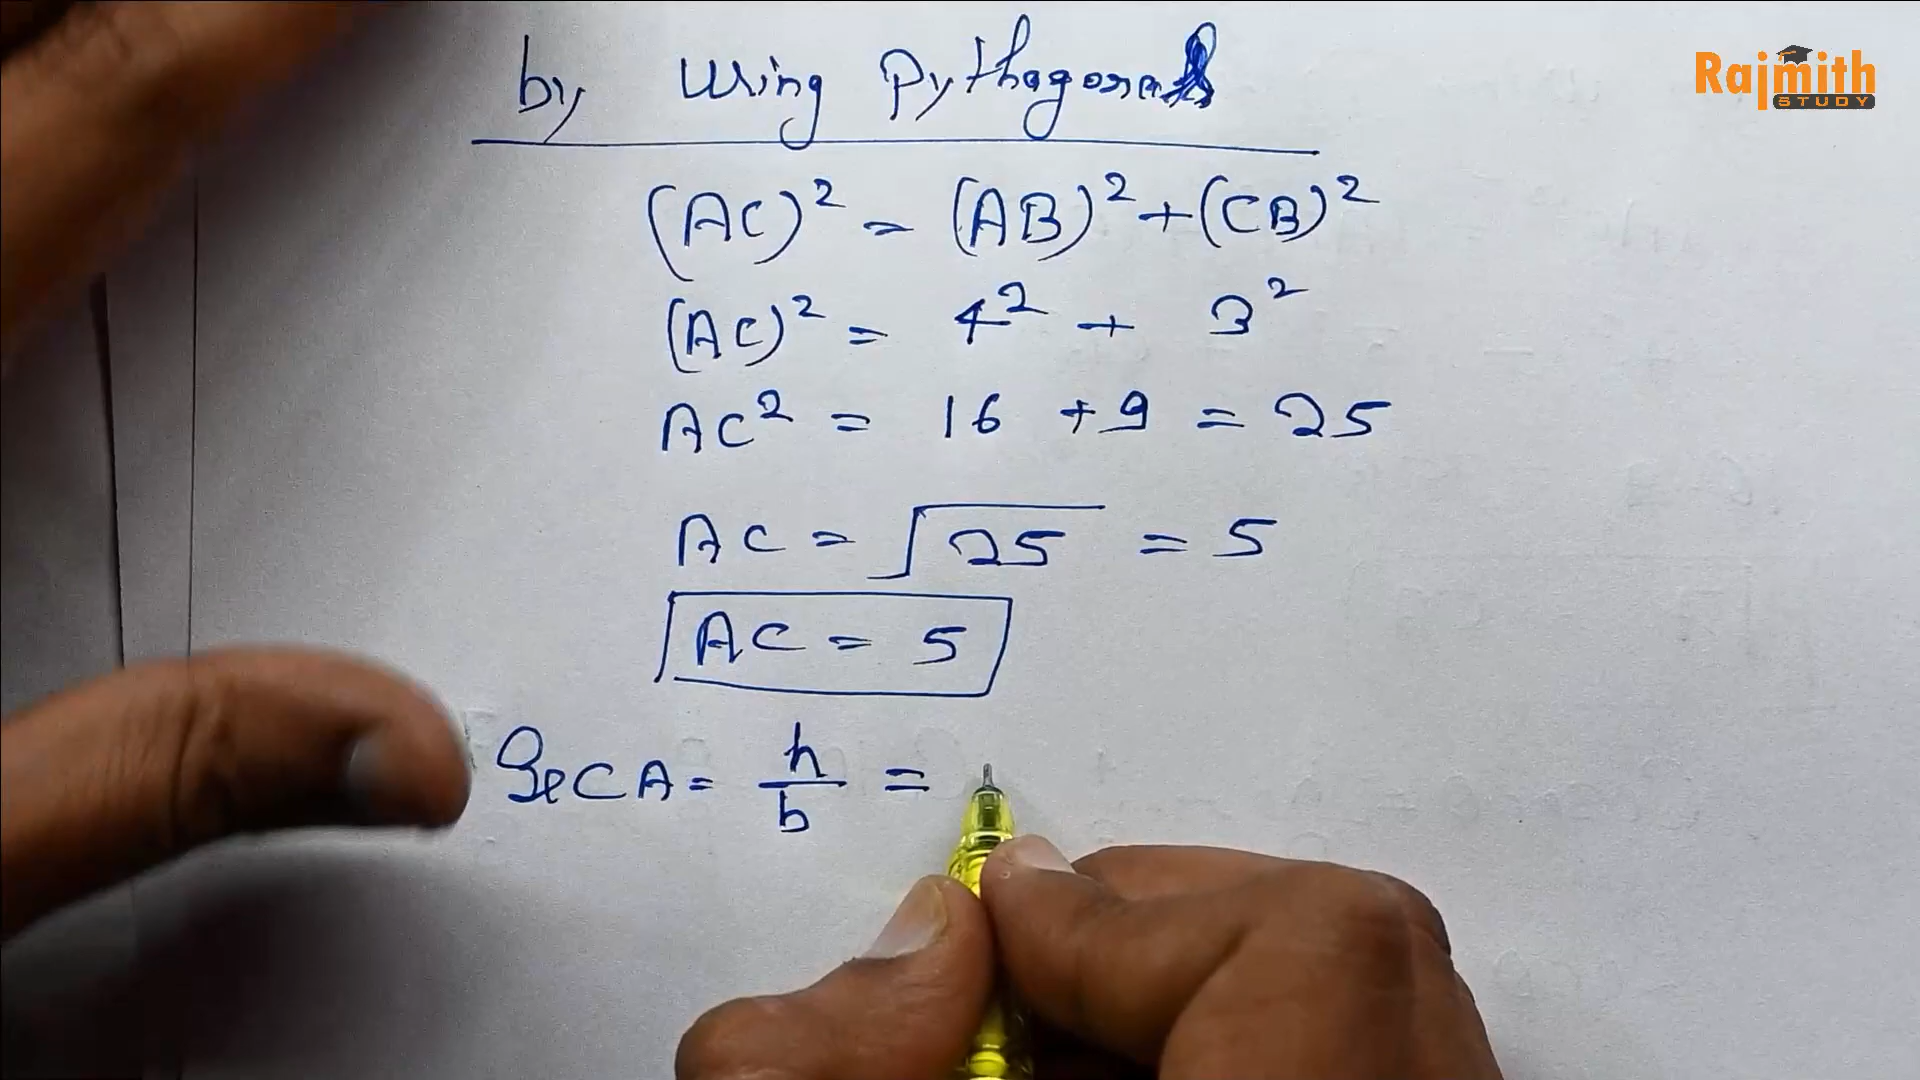 by using Pythagoras
Rajmith
STUDY
(AC)² = (AB)² + (CB)²
(AC)² = 4² + 3²
AC² = 16 + 9 = 25
AC = √25 = 5
AC = 5
Sec A = h/b =